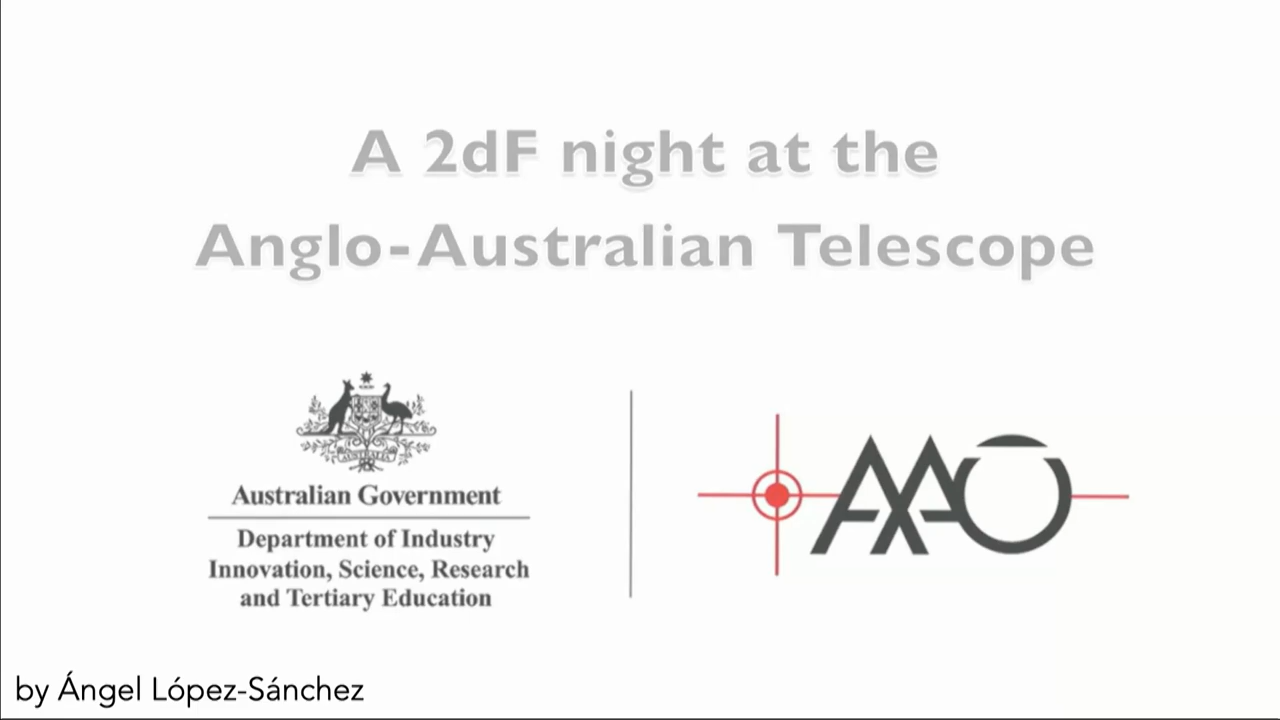 A 2dF night at the
Anglo-Australian Telescope
AUSTRALIA
Australian Government
Department of Industry
Innovation, Science, Research
and Tertiary Education
AAO
by Ángel López-Sánchez